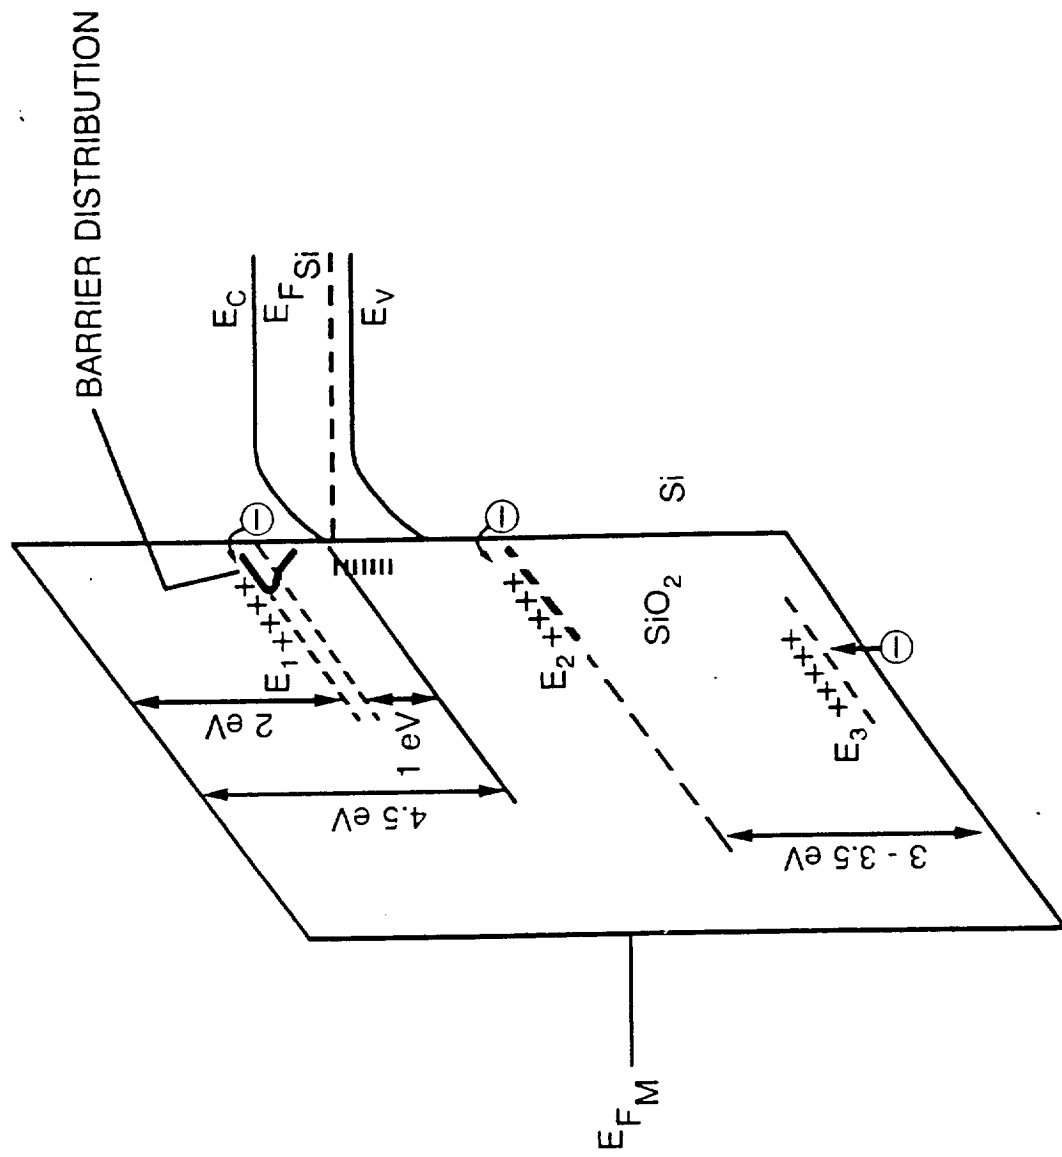 BARRIER DISTRIBUTION
E_C
E_F_Si
E_V
E_1
2 eV
1 eV
4.5 eV
Si
E_2
SiO_2
E_3
3 - 3.5 eV
E_F_M